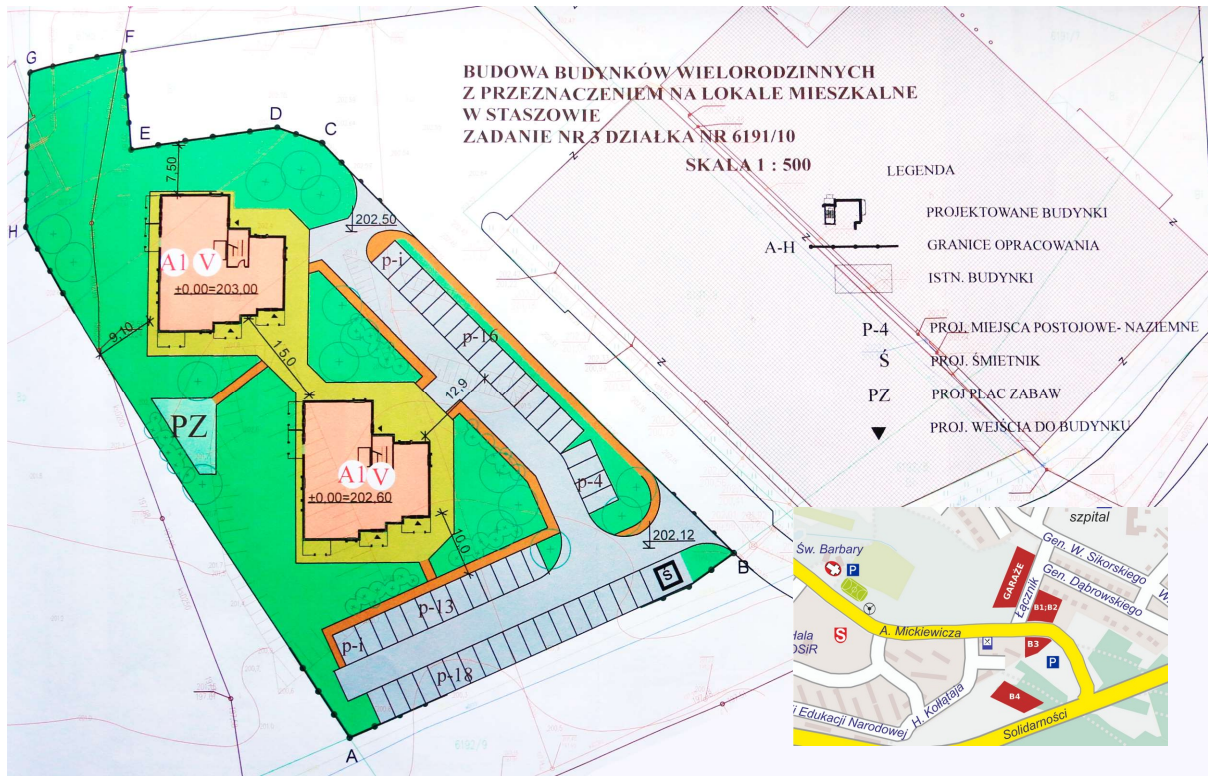 BUDOWA BUDYNKÓW WIELORODZINNYCH
Z PRZEZNACZENIEM NA LOKALE MIESZKALNE
W STASZOWIE
ZADANIE NR 3 DZIAŁKA NR 6191/10
SKALA 1 : 500
LEGENDA
PROJEKTOWANE BUDYNKI
A-H GRANICE OPRACOWANIA
ISTN. BUDYNKI
P-4 PROJ. MIEJSCA POSTOJOWE- NAZIEMNE
Ś PROJ. ŚMIETNIK
PZ PROJ PLAC ZABAW
PROJ. WEJŚCIA DO BUDYNKU
G
F
E
D
C
H
7,50
202,50
A1 V
±0,00=203,00
p-i
p-16
9,10
15,0
12,9
PZ
A1 V
±0,00=202,60
p-4
10,0
202,12
B
Ś
p-13
p-i
p-18
A
6192/9
szpital
Św. Barbary
P
GARAŻE
Łącznik
Gen. W. Sikorskiego
Gen. Dąbrowskiego
B1;B2
A. Mickiewicza
S
B3
P
B4
H. Kołłątaja
Edukacji Narodowej
Solidarności